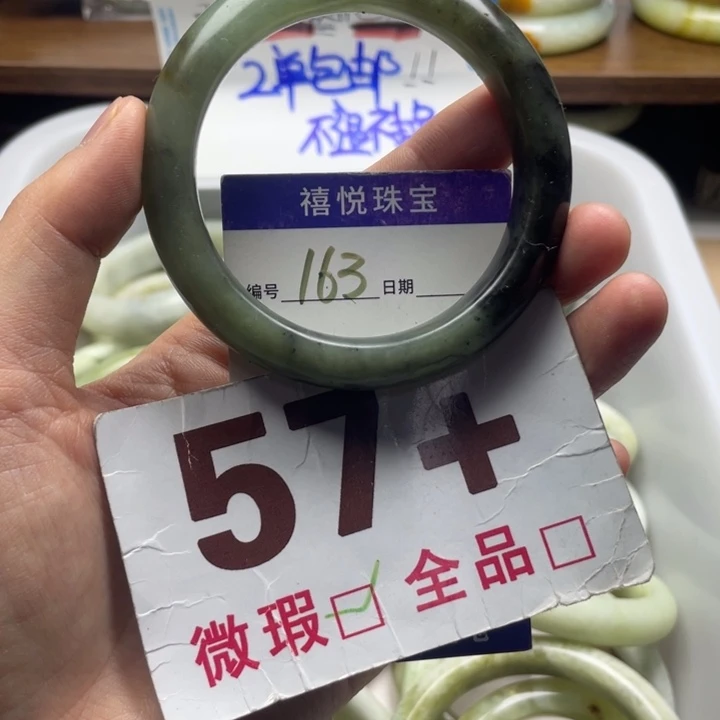 2单包邮!!
不退不换
禧悦珠宝
编号 163 日期
57+
微瑕☑ 全品□